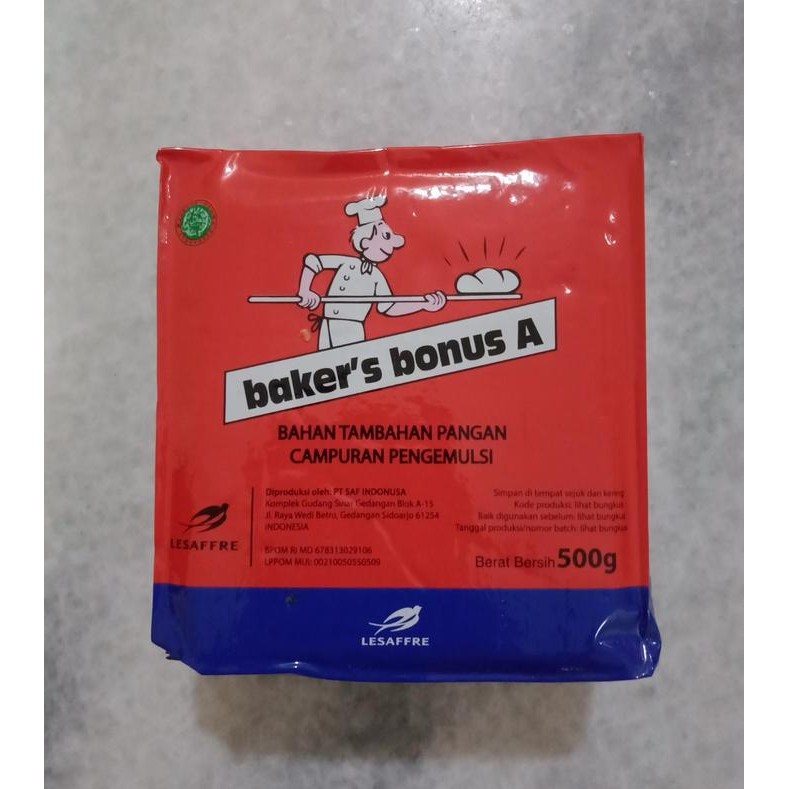 baker's bonus A
BAHAN TAMBAHAN PANGAN
CAMPURAN PENGEMULSI
LESAFFRE
Diproduksi oleh: PT SAF INDONUSA
Komplek Gudang Sinar Gedangan Blok A-15
Jl. Raya Wedi Betro, Gedangan Sidoarjo 61254
INDONESIA
BPOM RI MD 678313029106
LPPOM MUI: 00210050550509
Simpan di tempat sejuk dan kering
Kode produksi: lihat bungkus
Baik digunakan sebelum: lihat bungkus
Tanggal produksi/nomor batch: lihat bungkus
Berat Bersih 500g
LESAFFRE